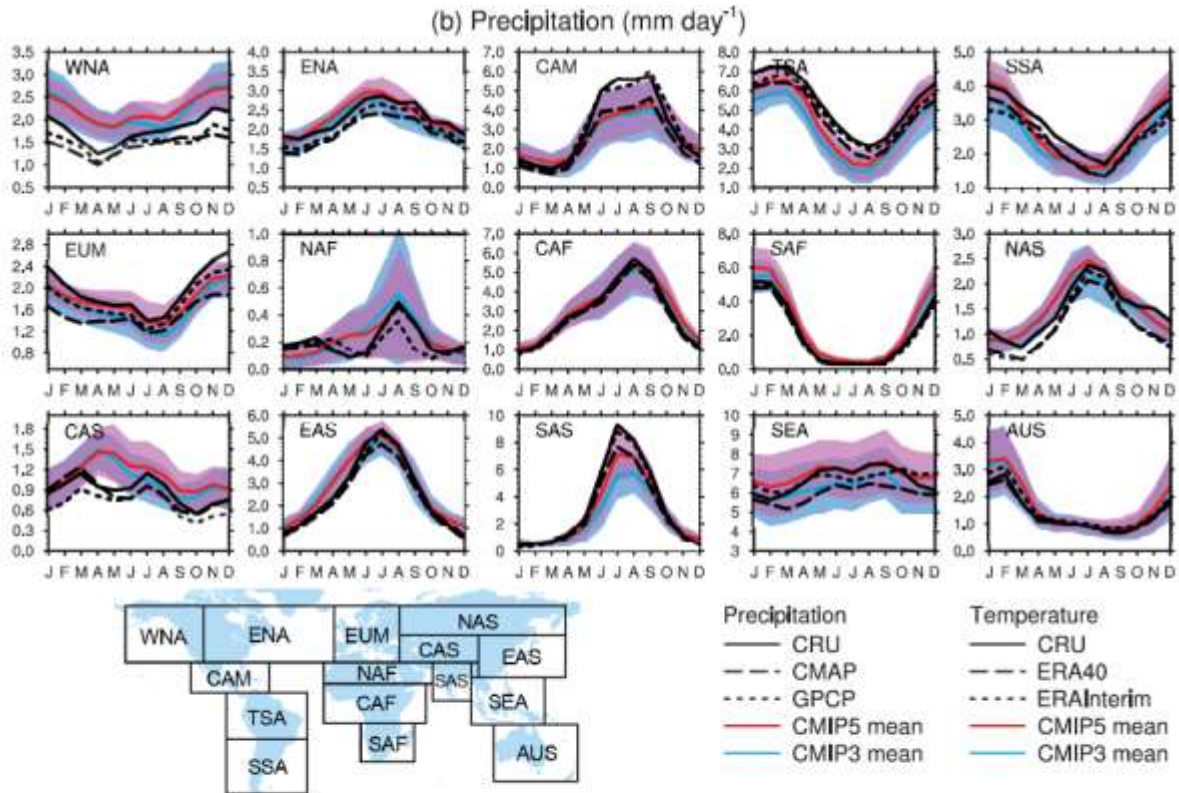 (b) Precipitation (mm day-1)
WNA
3.5
3.0
2.5
2.0
1.5
1.0
0.5
J F M A M J J A S O N D
ENA
4.0
3.5
3.0
2.5
2.0
1.5
1.0
0.5
J F M A M J J A S O N D
CAM
7.0
6.0
5.0
4.0
3.0
2.0
1.0
0.0
J F M A M J J A S O N D
TSA
8.0
7.0
6.0
5.0
4.0
3.0
2.0
1.0
J F M A M J J A S O N D
SSA
5.0
4.0
3.0
2.0
1.0
J F M A M J J A S O N D
EUM
2.8
2.4
2.0
1.6
1.2
0.8
J F M A M J J A S O N D
NAF
1.0
0.8
0.6
0.4
0.2
0.0
J F M A M J J A S O N D
CAF
7.0
6.0
5.0
4.0
3.0
2.0
1.0
0.0
J F M A M J J A S O N D
SAF
8.0
6.0
4.0
2.0
0.0
J F M A M J J A S O N D
NAS
3.0
2.5
2.0
1.5
1.0
0.5
J F M A M J J A S O N D
CAS
1.8
1.5
1.2
0.9
0.6
0.3
0.0
J F M A M J J A S O N D
EAS
6.0
5.0
4.0
3.0
2.0
1.0
0.0
J F M A M J J A S O N D
SAS
10
8
6
4
2
0
J F M A M J J A S O N D
SEA
10
9
8
7
6
5
4
3
J F M A M J J A S O N D
AUS
5.0
4.0
3.0
2.0
1.0
0.0
J F M A M J J A S O N D
WNA
ENA
EUM
NAS
CAS
EAS
CAM
NAF
SAS
TSA
CAF
SEA
SAF
AUS
SSA
Precipitation
CRU
CMAP
GPCP
CMIP5 mean
CMIP3 mean
Temperature
CRU
ERA40
ERAInterim
CMIP5 mean
CMIP3 mean